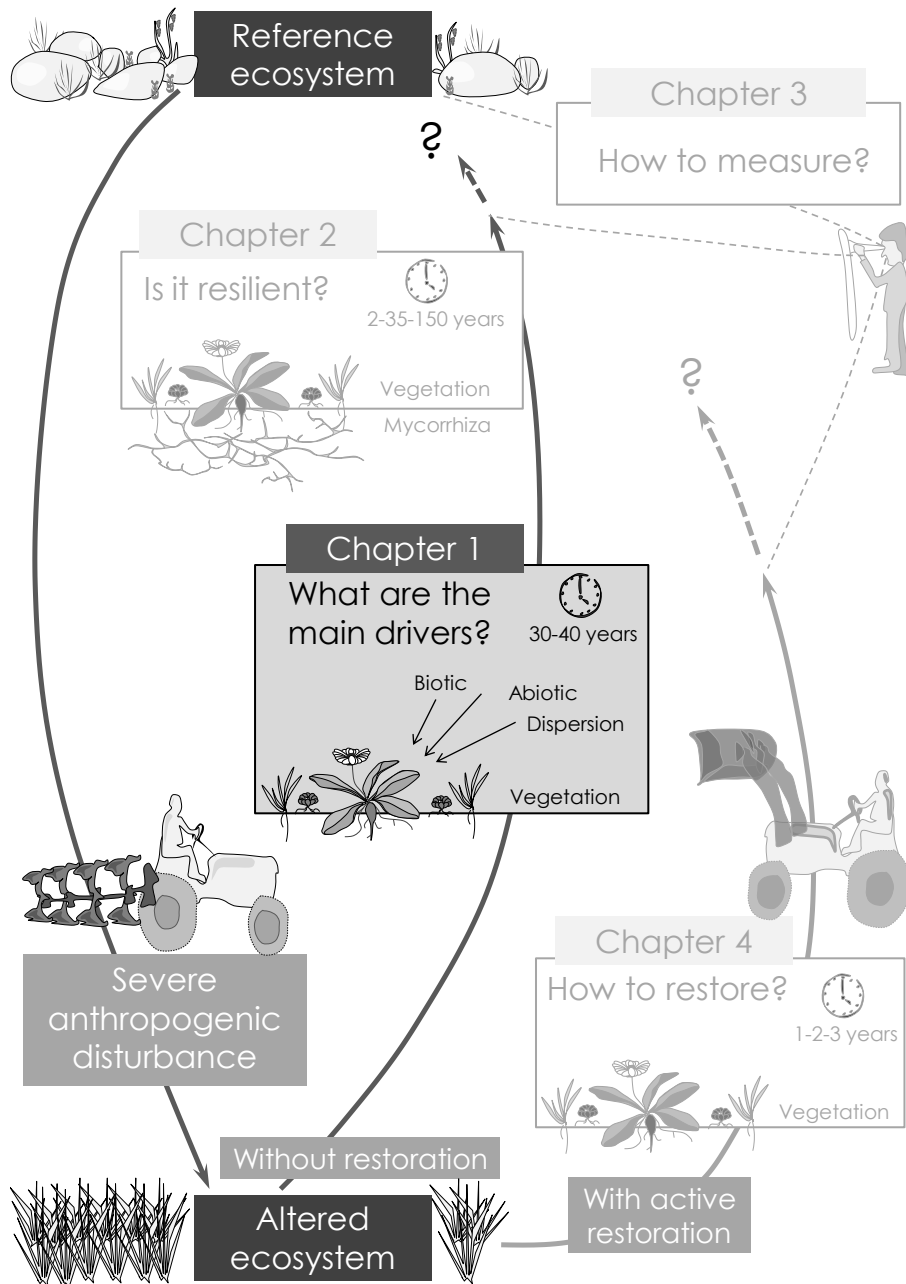 Reference
ecosystem
Chapter 3
How to measure?
?
Chapter 2
Is it resilient?
2-35-150 years
Vegetation
Mycorrhiza
?
Chapter 1
What are the
main drivers?
30-40 years
Biotic
Abiotic
Dispersion
Vegetation
Chapter 4
How to restore?
1-2-3 years
Vegetation
Severe
anthropogenic
disturbance
Without restoration
With active
restoration
Altered
ecosystem